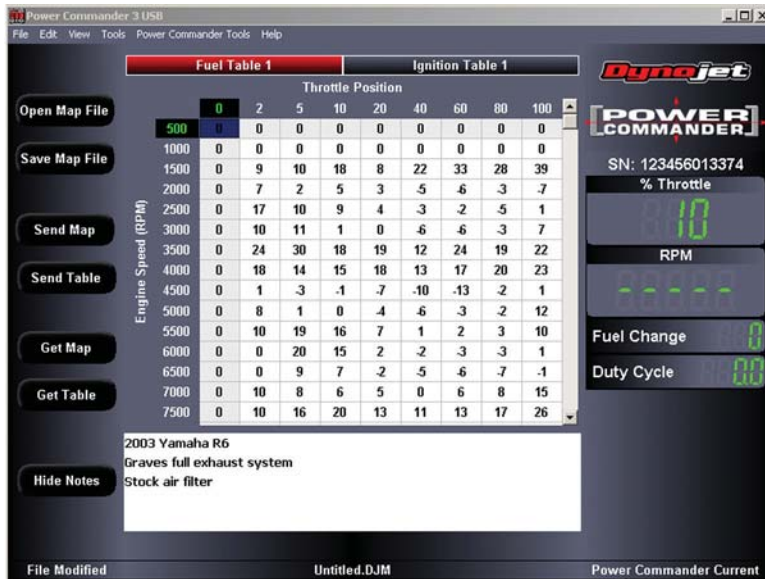 Power Commander 3 USB
File Edit View Tools Power Commander Tools Help
Fuel Table 1 Ignition Table 1
Throttle Position
0 2 5 10 20 40 60 80 100
Engine Speed (RPM)
500 0 0 0 0 0 0 0 0 0
1000 0 0 0 0 0 0 0 0 0
1500 0 9 10 18 8 22 33 28 39
2000 0 7 2 5 3 -5 -6 -3 -7
2500 0 17 10 9 4 -3 -2 -5 1
3000 0 10 11 1 0 -6 -6 -3 7
3500 0 24 30 18 19 12 24 19 22
4000 0 18 14 15 18 13 17 20 23
4500 0 1 -3 -1 -7 -10 -13 -2 1
5000 0 8 1 0 -4 -6 -3 -2 12
5500 0 10 19 16 7 1 2 3 10
6000 0 0 20 15 2 -2 -3 -3 1
6500 0 0 9 7 -2 -5 -6 -7 -1
7000 0 10 8 6 5 0 6 8 15
7500 0 10 16 20 13 11 13 17 26
Open Map File
Save Map File
Send Map
Send Table
Get Map
Get Table
Hide Notes
2003 Yamaha R6
Graves full exhaust system
Stock air filter
Dynojet
POWER
COMMANDER
SN: 123456013374
% Throttle
10
RPM
- - - - -
Fuel Change 0
Duty Cycle 0.0
File Modified Untitled.DJM Power Commander Current